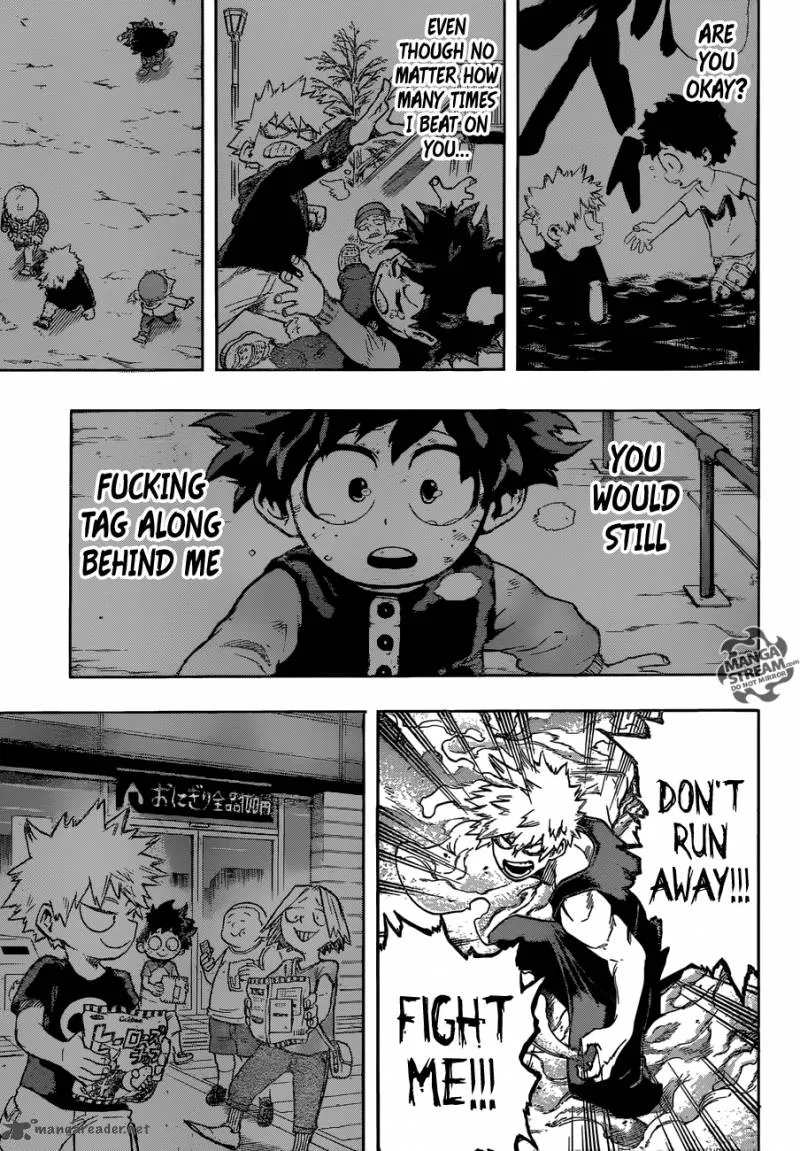 ARE
YOU
OKAY?
EVEN
THOUGH NO
MATTER HOW
MANY TIMES
I BEAT ON
YOU...
YOU
WOULD
STILL
FUCKING
TAG ALONG
BEHIND ME
MANGA
STREAM.COM
DO NOT MIRROR
DON'T
RUN
AWAY!!!
FIGHT
ME!!!
おにぎり全品100円
M
mangareader.net